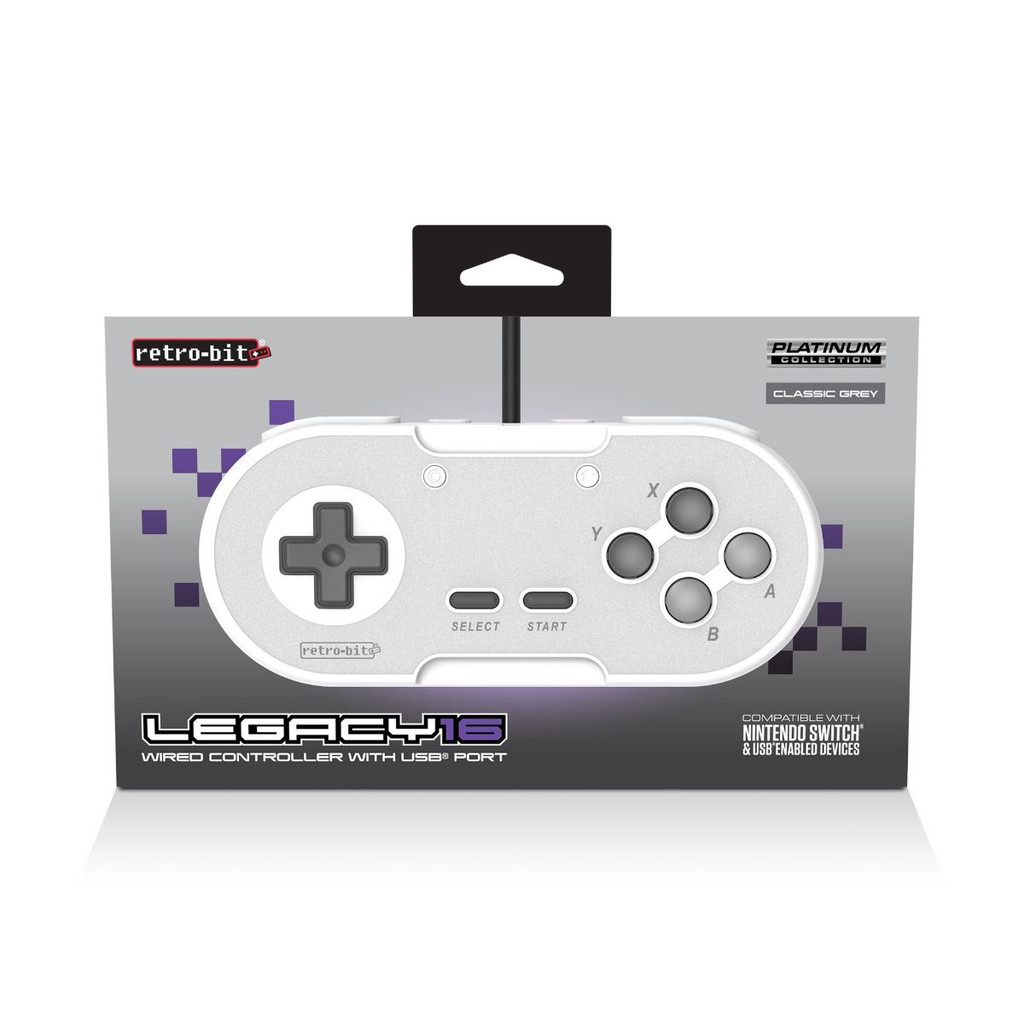 retro-bit
PLATINUM
COLLECTION
CLASSIC GREY
X
Y
A
B
SELECT
START
retro-bit
LEGACY16
WIRED CONTROLLER WITH USB® PORT
COMPATIBLE WITH
NINTENDO SWITCH®
& USB® ENABLED DEVICES